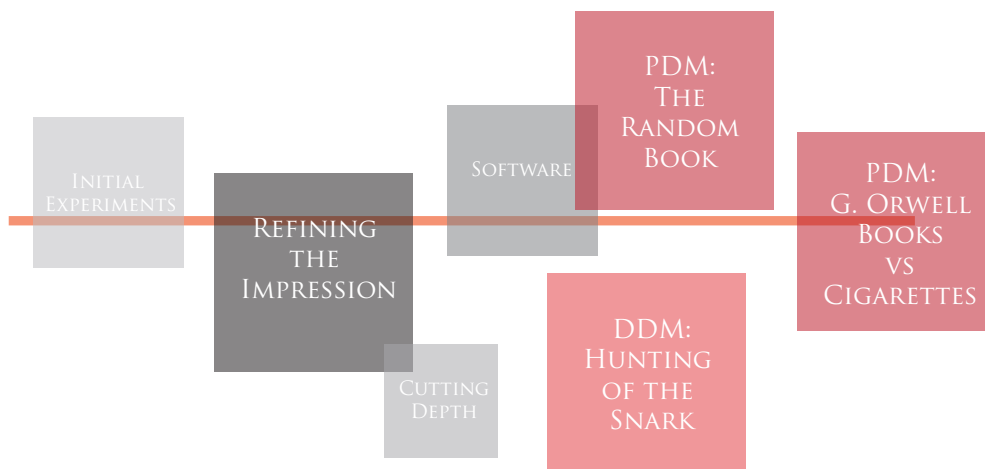 Initial
Experiments
Refining
the
Impression
Cutting
Depth
Software
PDM:
The
Random
Book
DDM:
Hunting
of the
Snark
PDM:
G. Orwell
Books
vs
Cigarettes